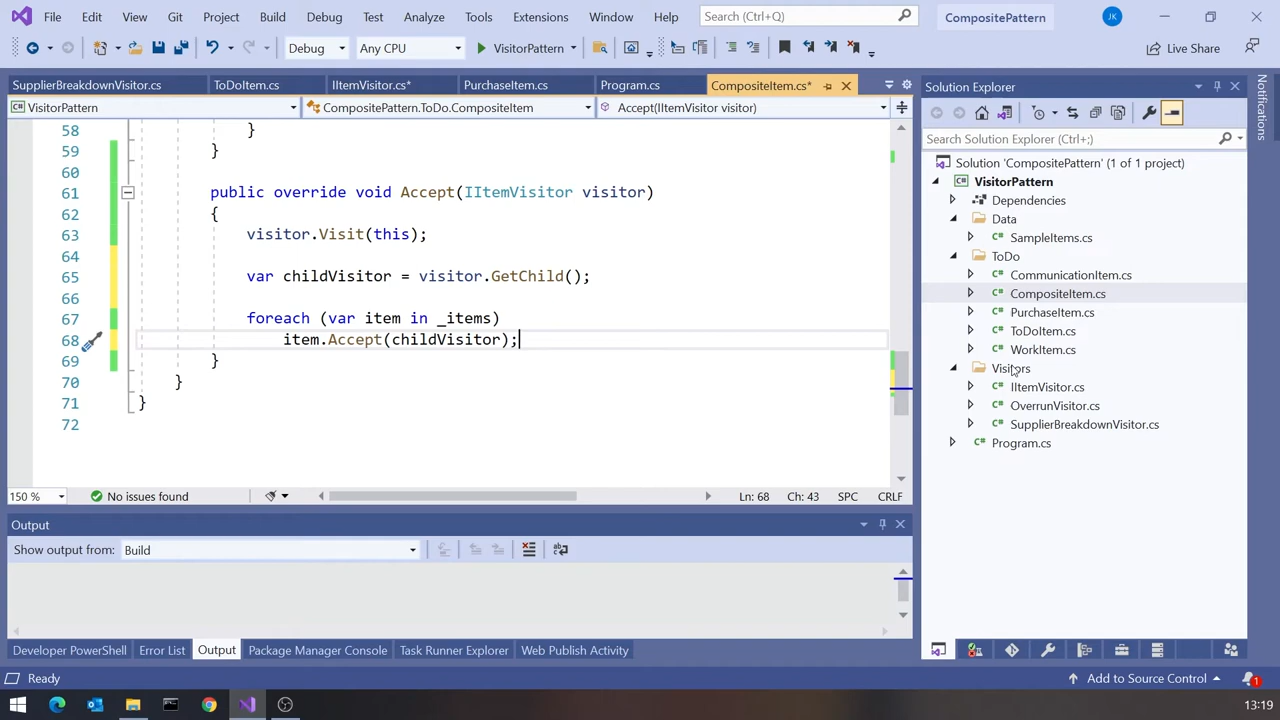 File Edit View Git Project Build Debug Test Analyze Tools Extensions Window Help Search (Ctrl+Q) CompositePattern JK
Debug Any CPU VisitorPattern Live Share
SupplierBreakdownVisitor.cs ToDoItem.cs IItemVisitor.cs* PurchaseItem.cs Program.cs CompositeItem.cs*
VisitorPattern CompositePattern.ToDo.CompositeItem Accept(IItemVisitor visitor)
58 }
59 }
60
61 public override void Accept(IItemVisitor visitor)
62 {
63 visitor.Visit(this);
64
65 var childVisitor = visitor.GetChild();
66
67 foreach (var item in _items)
68 item.Accept(childVisitor);
69 }
70 }
71 }
72
150 % No issues found Ln: 68 Ch: 43 SPC CRLF
Output
Show output from: Build
Developer PowerShell Error List Output Package Manager Console Task Runner Explorer Web Publish Activity
Solution Explorer
Search Solution Explorer (Ctrl+;)
Solution 'CompositePattern' (1 of 1 project)
C# VisitorPattern
Dependencies
Data
C# SampleItems.cs
ToDo
C# CommunicationItem.cs
C# CompositeItem.cs
C# PurchaseItem.cs
C# ToDoItem.cs
C# WorkItem.cs
Visitors
C# IItemVisitor.cs
C# OverrunVisitor.cs
C# SupplierBreakdownVisitor.cs
C# Program.cs
Notifications
Ready Add to Source Control 1
13:19